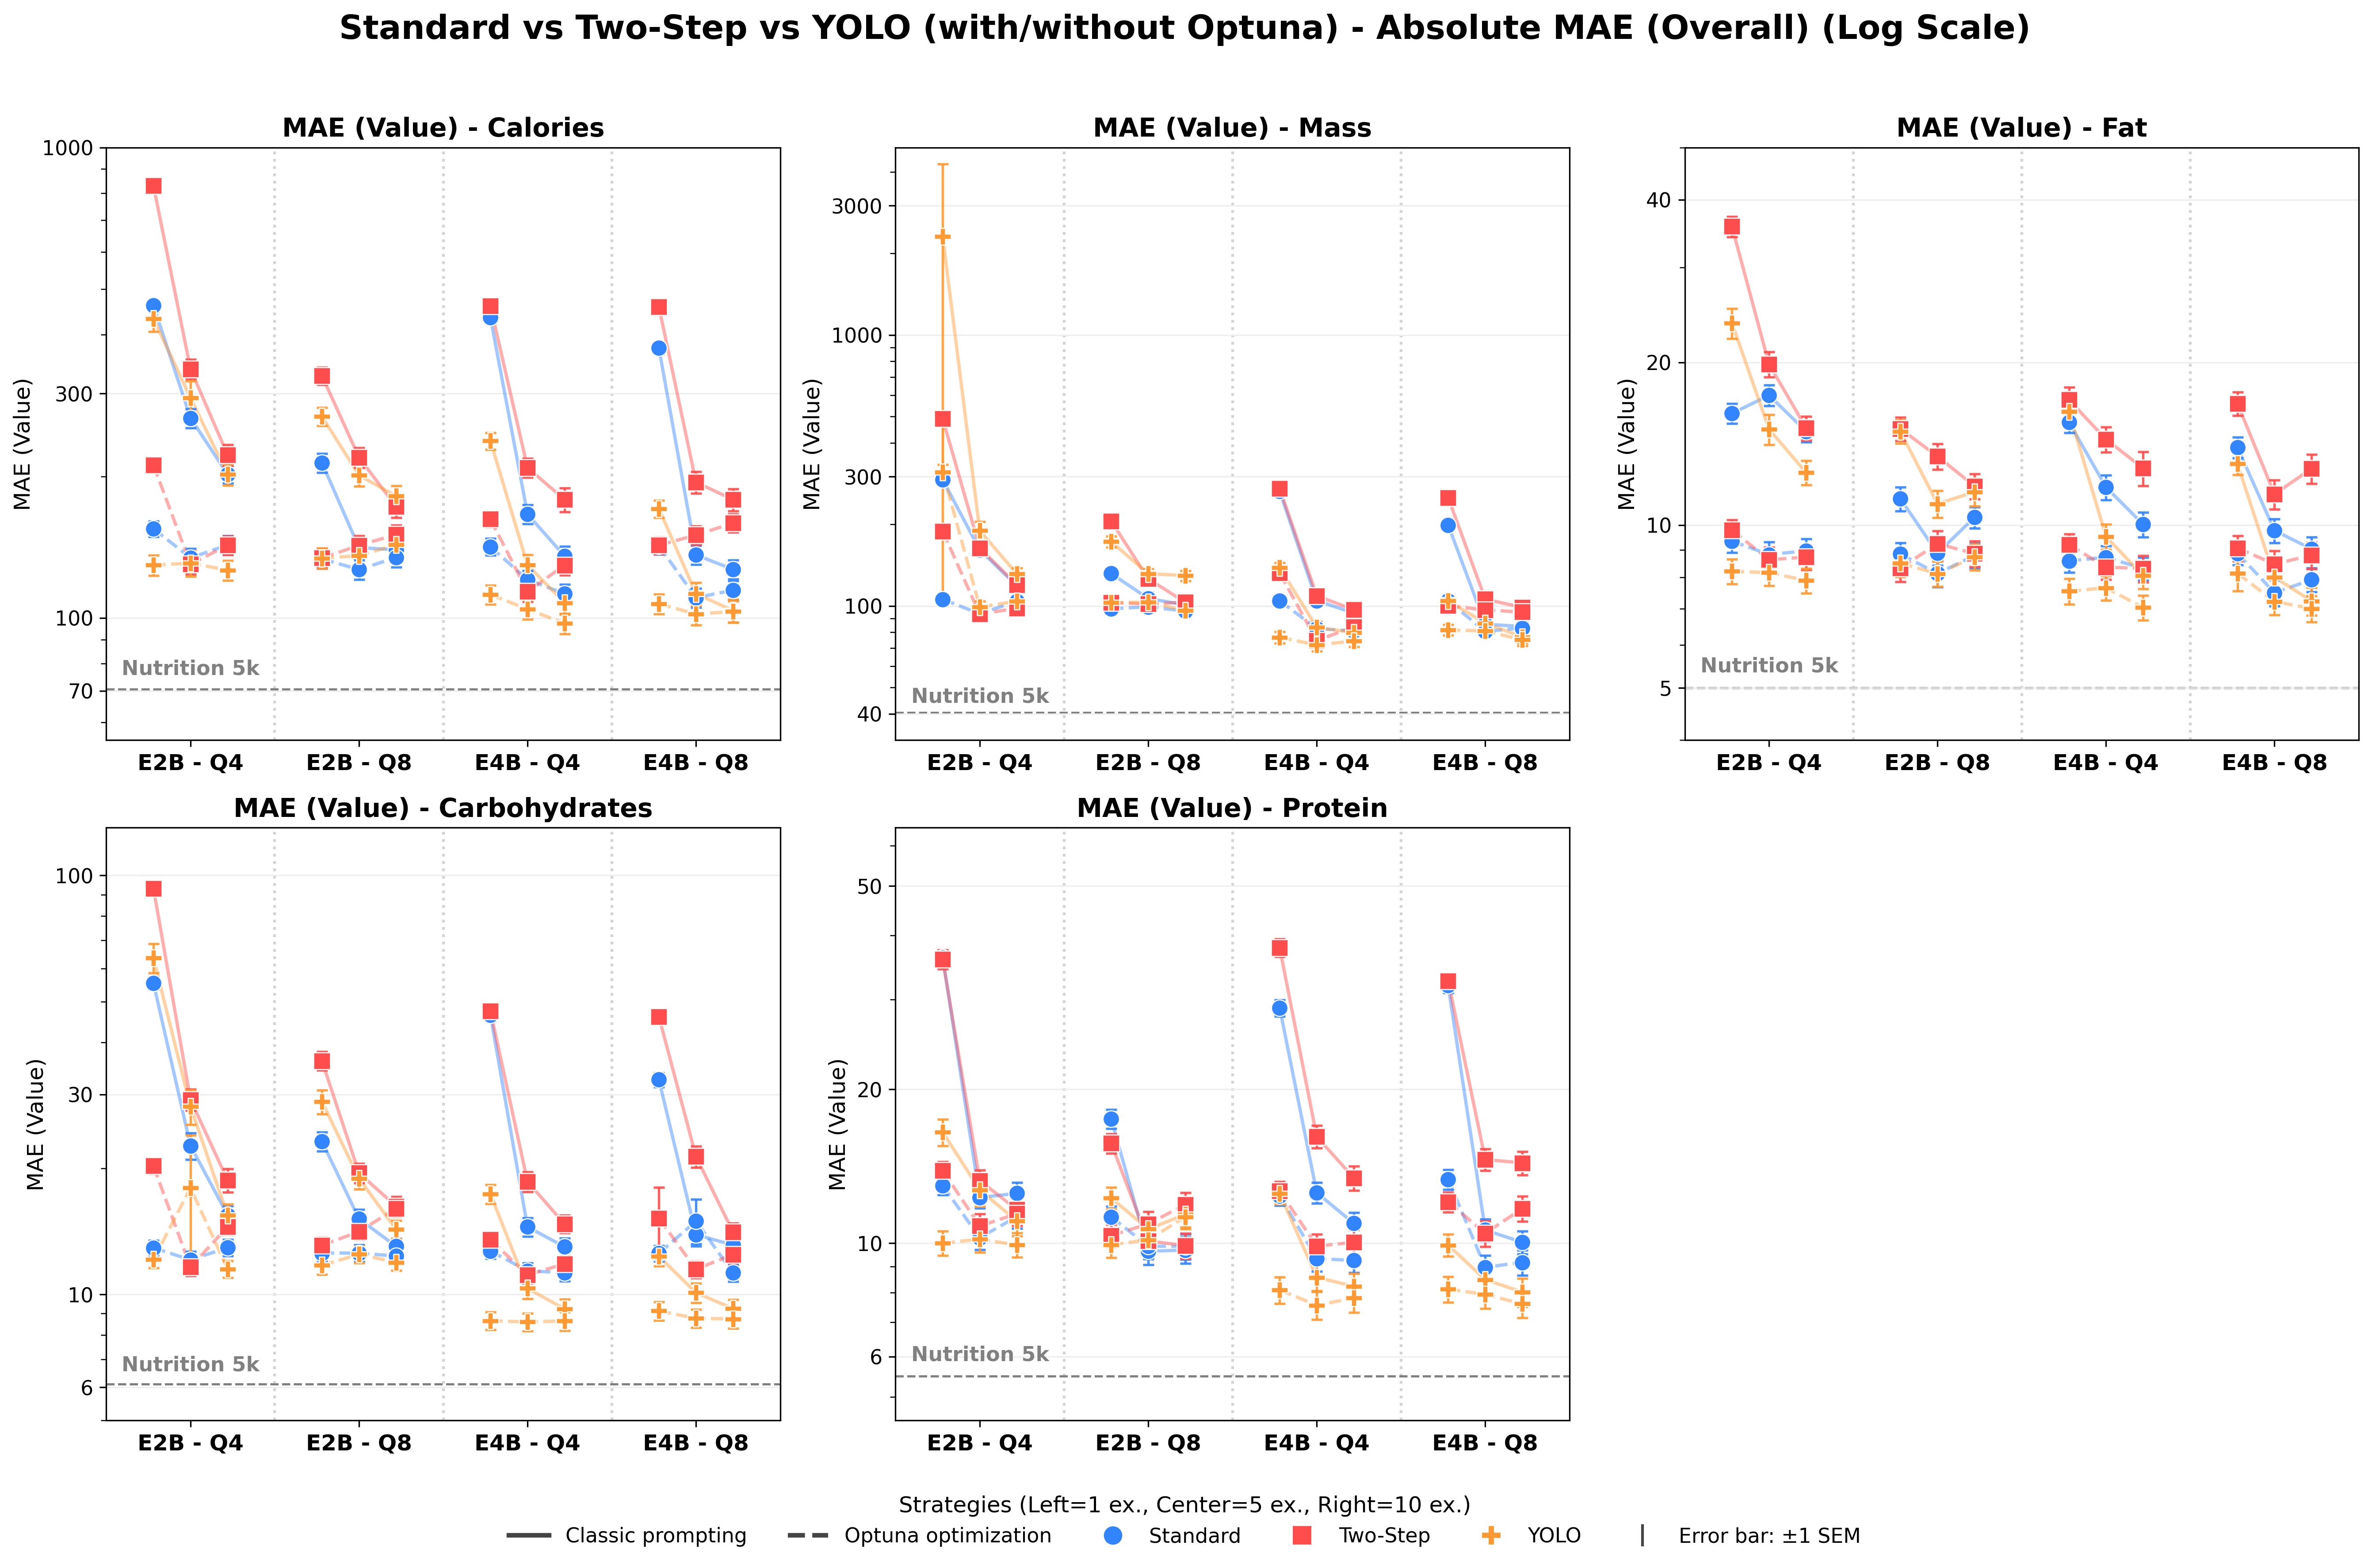 Standard vs Two-Step vs YOLO (with/without Optuna) - Absolute MAE (Overall) (Log Scale)
MAE (Value) - Calories
MAE (Value)
1000
300
100
70
Nutrition 5k
E2B - Q4
E2B - Q8
E4B - Q4
E4B - Q8
MAE (Value) - Mass
MAE (Value)
3000
1000
300
100
40
Nutrition 5k
E2B - Q4
E2B - Q8
E4B - Q4
E4B - Q8
MAE (Value) - Fat
MAE (Value)
40
20
10
5
Nutrition 5k
E2B - Q4
E2B - Q8
E4B - Q4
E4B - Q8
MAE (Value) - Carbohydrates
MAE (Value)
100
30
10
6
Nutrition 5k
E2B - Q4
E2B - Q8
E4B - Q4
E4B - Q8
MAE (Value) - Protein
MAE (Value)
50
20
10
6
Nutrition 5k
E2B - Q4
E2B - Q8
E4B - Q4
E4B - Q8
Strategies (Left=1 ex., Center=5 ex., Right=10 ex.)
Classic prompting
Optuna optimization
Standard
Two-Step
YOLO
Error bar: ±1 SEM